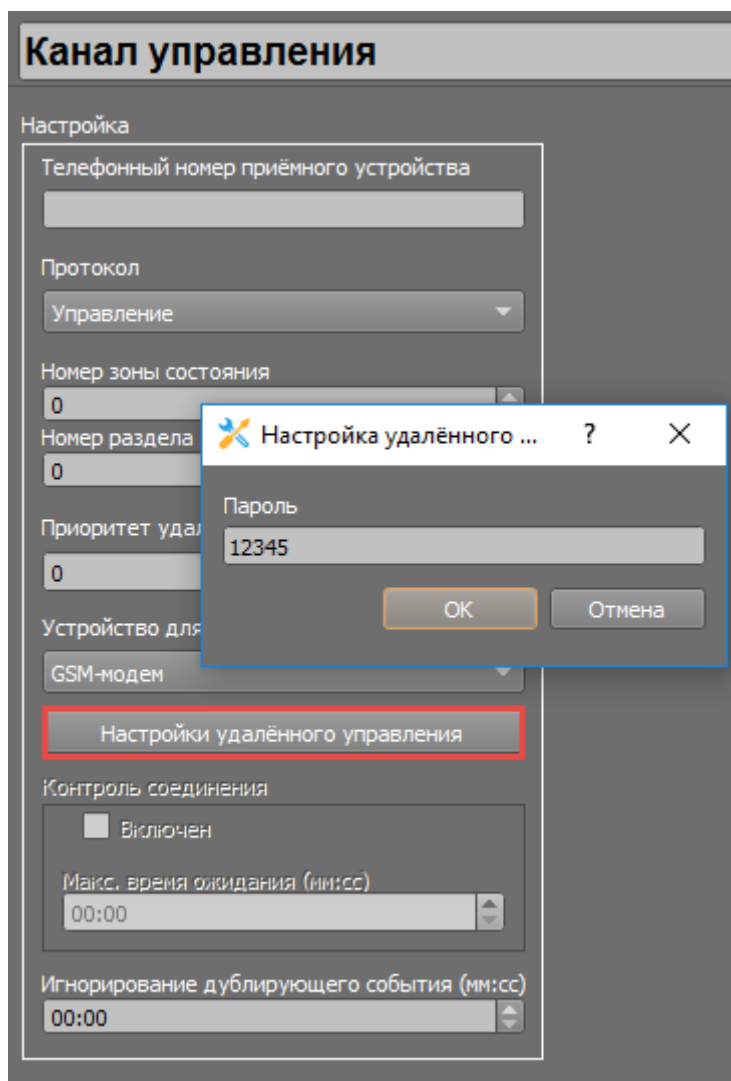 Канал управления
Настройка
Телефонный номер приёмного устройства
Протокол
Управление
Номер зоны состояния
0
Номер раздела
0
Приоритет
0
Устройство для
GSM-модем
Настройка удалённого ... ?
Пароль
12345
OK Отмена
Настройки удалённого управления
Контроль соединения
Включен
Макс. время ожидания (мм:сс)
00:00
Игнорирование дублирующего события (мм:сс)
00:00